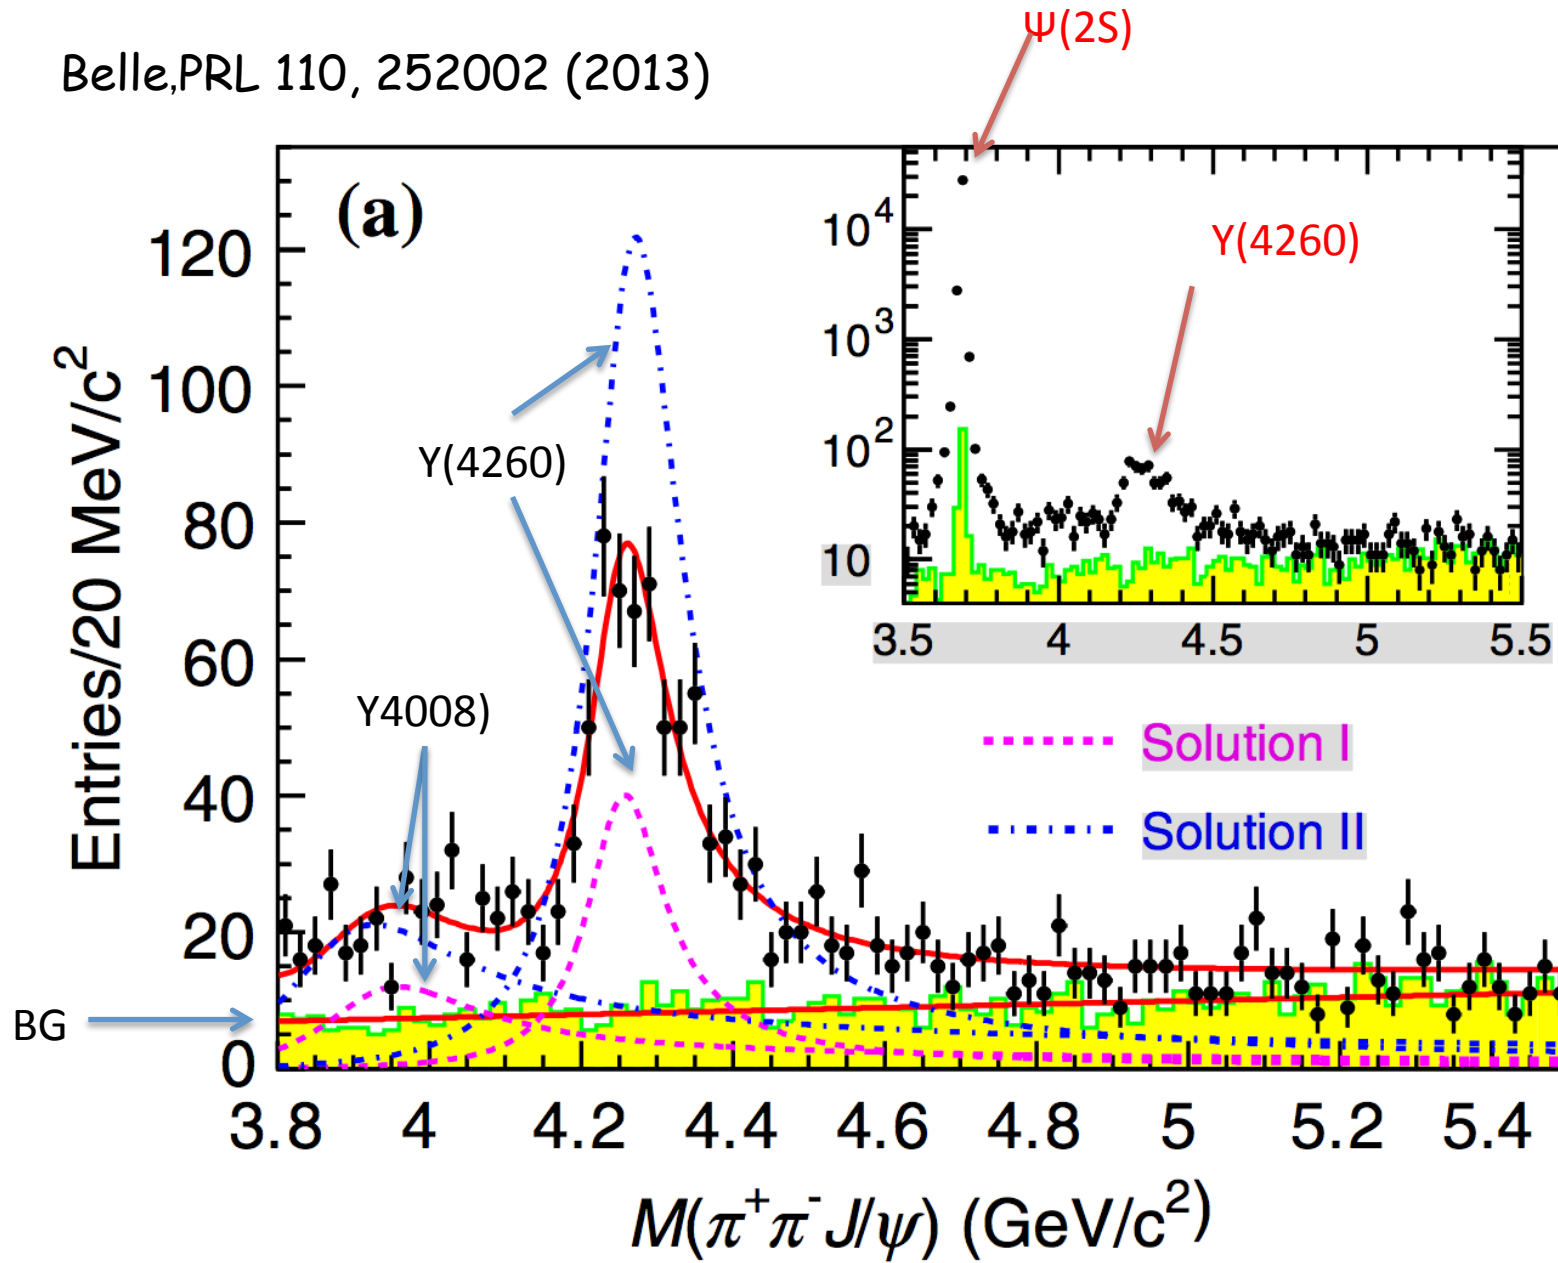 Ψ(2S)
Belle,PRL 110, 252002 (2013)
(a)
Y(4260)
Y(4260)
Y4008)
BG
Solution I
Solution II
Entries/20 MeV/c²
120
100
80
60
40
20
0
3.8 4 4.2 4.4 4.6 4.8 5 5.2 5.4
M(π⁺π⁻J/ψ) (GeV/c²)
10⁴
10³
10²
10
3.5 4 4.5 5 5.5